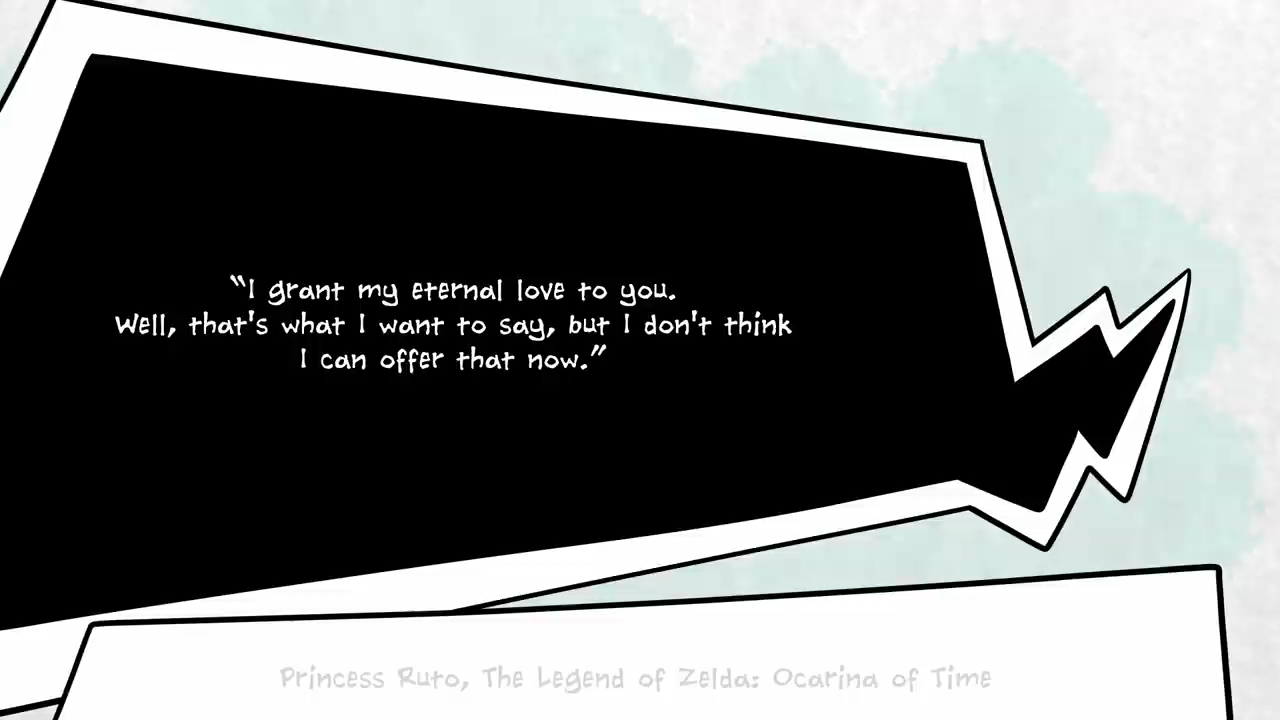 “I grant my eternal love to you.
Well, that's what I want to say, but I don't think
I can offer that now.”
Princess Ruto, The Legend of Zelda: Ocarina of Time